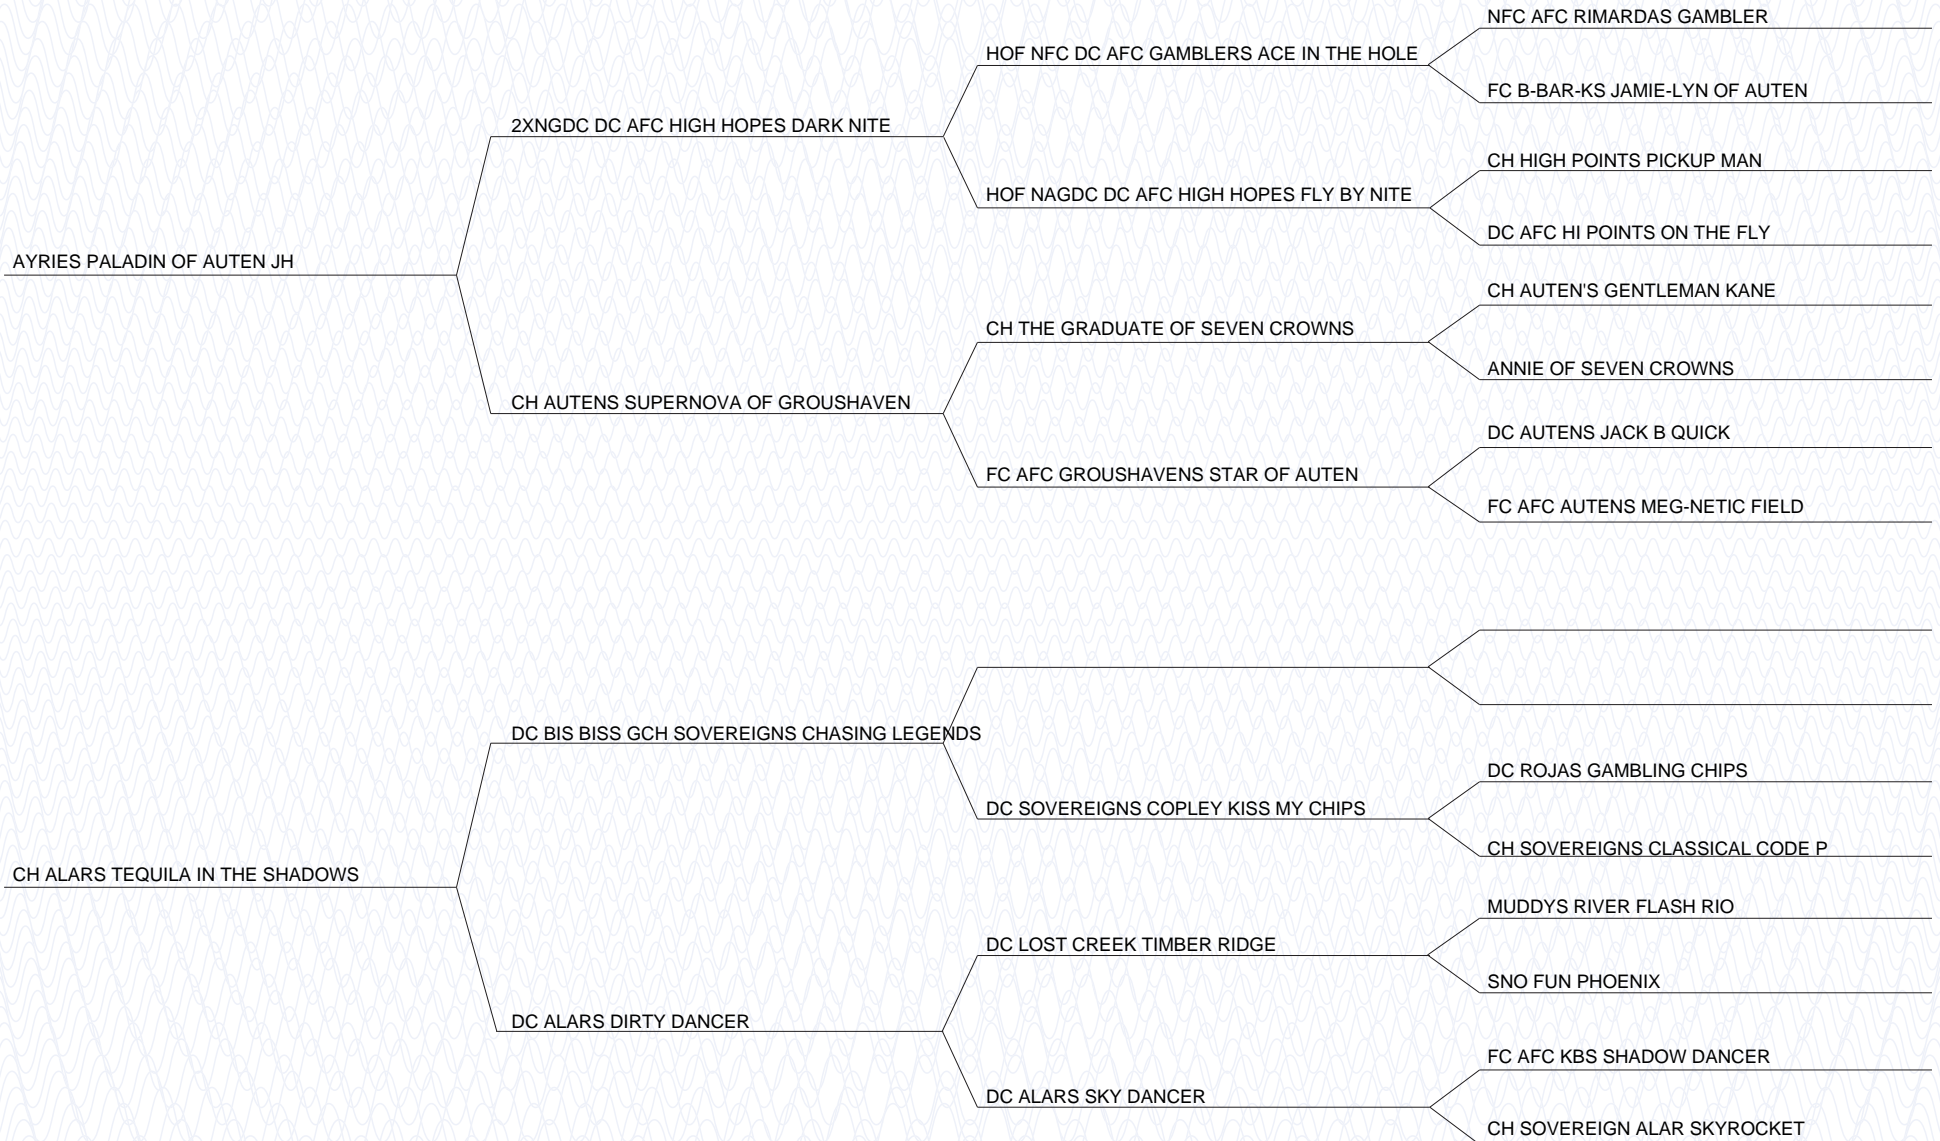 NFC AFC RIMARDAS GAMBLER
HOF NFC DC AFC GAMBLERS ACE IN THE HOLE
FC B-BAR-KS JAMIE-LYN OF AUTEN
2XNGDC DC AFC HIGH HOPES DARK NITE
CH HIGH POINTS PICKUP MAN
HOF NAGDC DC AFC HIGH HOPES FLY BY NITE
DC AFC HI POINTS ON THE FLY
AYRIES PALADIN OF AUTEN JH
CH AUTEN'S GENTLEMAN KANE
CH THE GRADUATE OF SEVEN CROWNS
ANNIE OF SEVEN CROWNS
CH AUTENS SUPERNOVA OF GROUSHAVEN
DC AUTENS JACK B QUICK
FC AFC GROUSHAVENS STAR OF AUTEN
FC AFC AUTENS MEG-NETIC FIELD
DC BIS BISS GCH SOVEREIGNS CHASING LEGENDS
DC ROJAS GAMBLING CHIPS
DC SOVEREIGNS COPLEY KISS MY CHIPS
CH SOVEREIGNS CLASSICAL CODE P
CH ALARS TEQUILA IN THE SHADOWS
MUDDYS RIVER FLASH RIO
DC LOST CREEK TIMBER RIDGE
SNO FUN PHOENIX
DC ALARS DIRTY DANCER
FC AFC KBS SHADOW DANCER
DC ALARS SKY DANCER
CH SOVEREIGN ALAR SKYROCKET